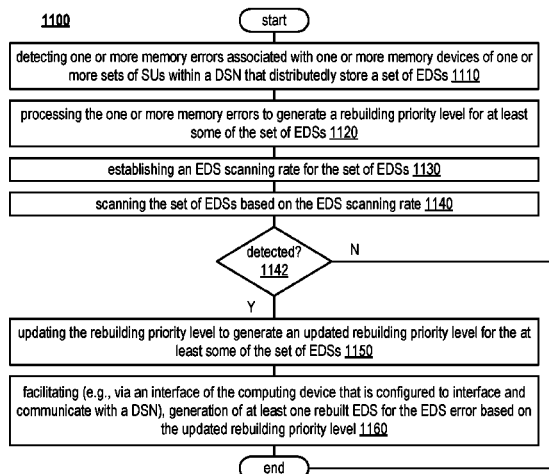 1100
start
detecting one or more memory errors associated with one or more memory devices of one or
more sets of SUs within a DSN that distributedly store a set of EDSs 1110
processing the one or more memory errors to generate a rebuilding priority level for at least
some of the set of EDSs 1120
establishing an EDS scanning rate for the set of EDSs 1130
scanning the set of EDSs based on the EDS scanning rate 1140
detected?
1142
N
Y
updating the rebuilding priority level to generate an updated rebuilding priority level for the at
least some of the set of EDSs 1150
facilitating (e.g., via an interface of the computing device that is configured to interface and
communicate with a DSN), generation of at least one rebuilt EDS for the EDS error based on
the updated rebuilding priority level 1160
end